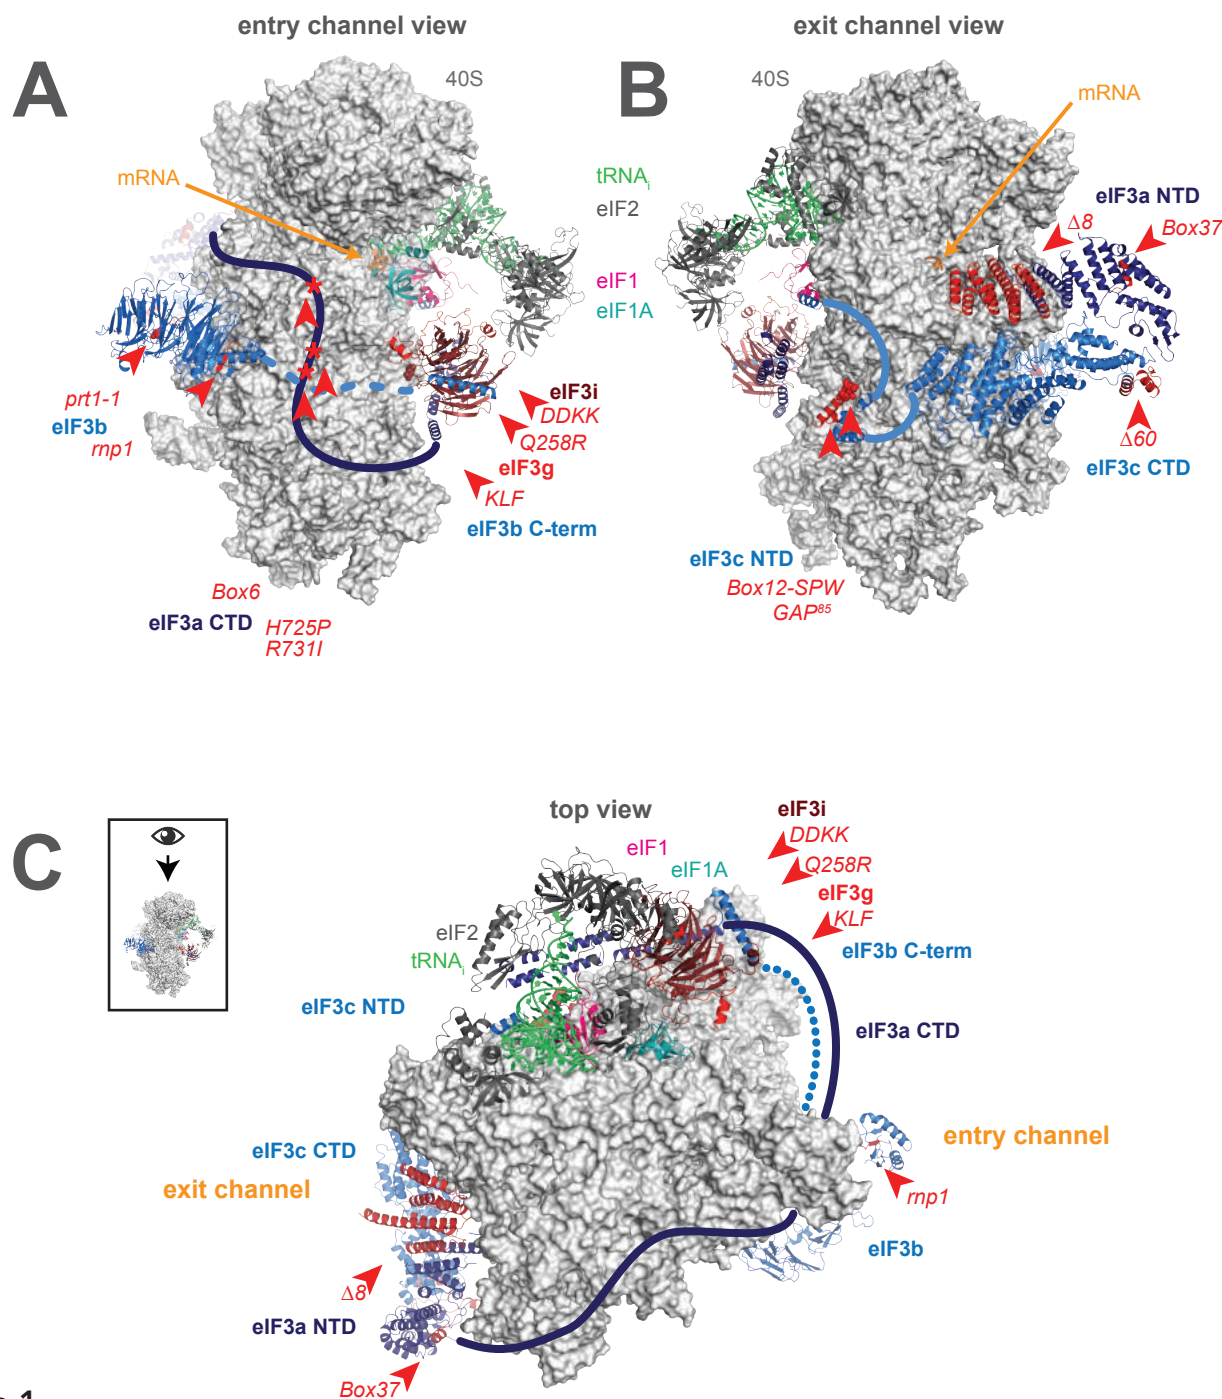 entry channel view
exit channel view
A
40S
mRNA
prt1-1
eIF3b
rnp1
eIF3i
DDKK
Q258R
eIF3g
KLF
eIF3b C-term
Box6
eIF3a CTD
H725P
R731I
B
40S
mRNA
tRNAi
eIF2
eIF1
eIF1A
eIF3a NTD
Δ8
Box37
Δ60
eIF3c CTD
eIF3c NTD
Box12-SPW
GAP85
C
top view
eIF3i
DDKK
eIF1
eIF1A
Q258R
eIF3g
KLF
eIF2
eIF3b C-term
tRNAi
eIF3c NTD
eIF3a CTD
entry channel
eIF3c CTD
exit channel
rnp1
eIF3b
Δ8
eIF3a NTD
Box37